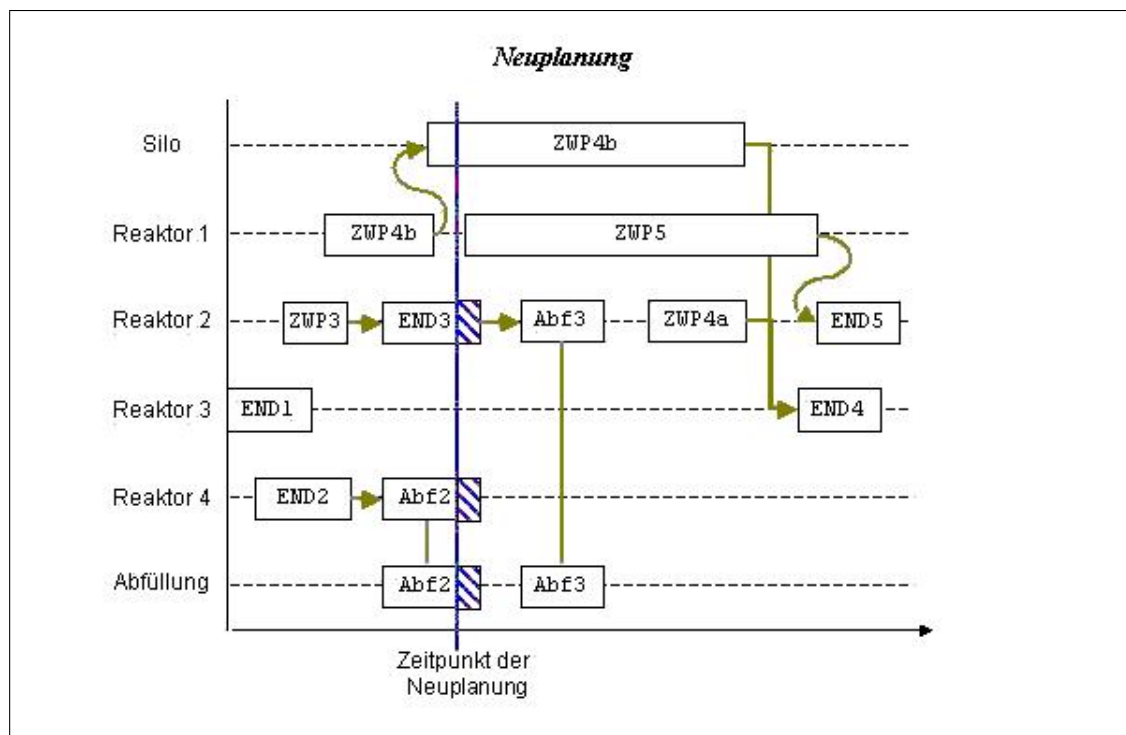 Neuplanung
Silo
ZWP4b
Reaktor 1
ZWP4b
ZWP5
Reaktor 2
ZWP3
END3
Abf3
ZWP4a
END5
Reaktor 3
END1
END4
Reaktor 4
END2
Abf2
Abfüllung
Abf2
Abf3
Zeitpunkt der
Neuplanung